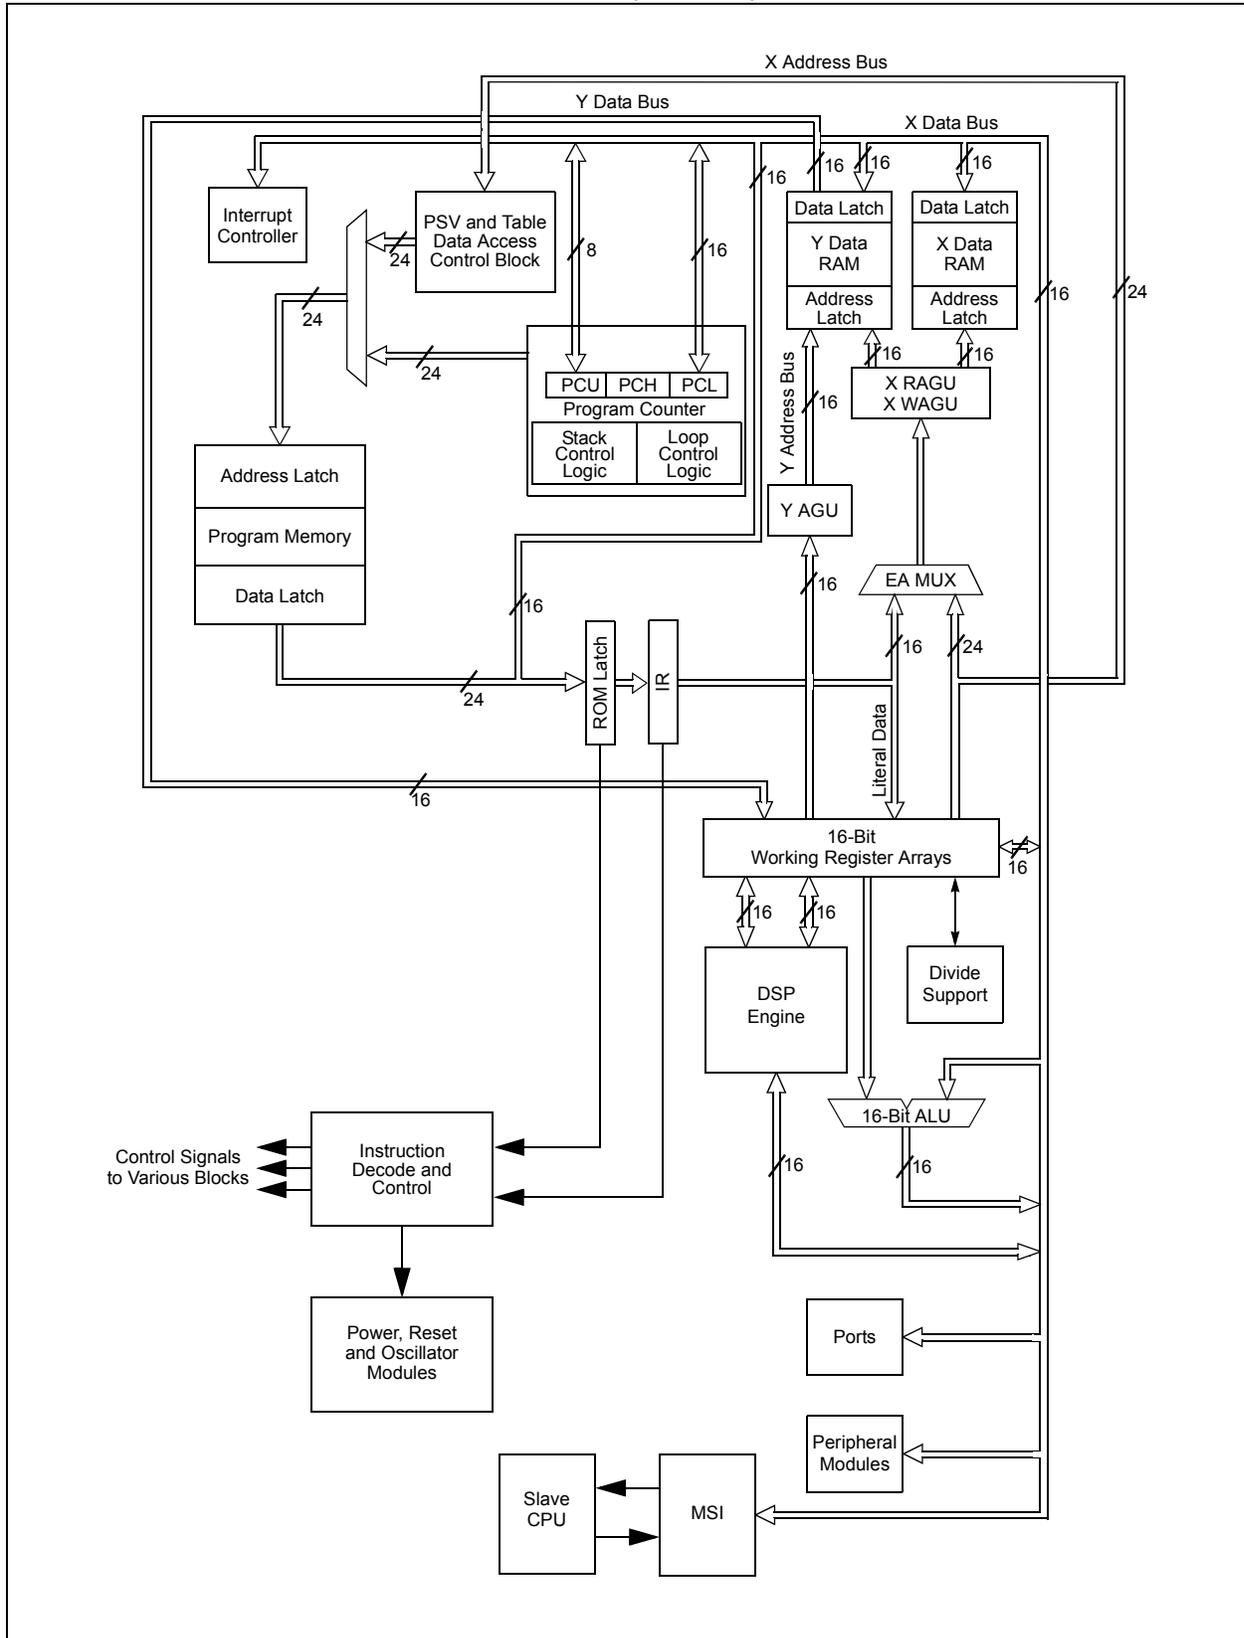 X Address Bus
Y Data Bus
X Data Bus
16
16
16
16
Interrupt
Controller
PSV and Table
Data Access
Control Block
24
8
16
Data Latch
Y Data
RAM
Address
Latch
Data Latch
X Data
RAM
Address
Latch
16
24
24
24
16
16
X RAGU
X WAGU
PCU
PCH
PCL
Program Counter
Stack
Control
Logic
Loop
Control
Logic
Y Address Bus
16
Address Latch
Program Memory
Data Latch
Y AGU
EA MUX
16
16
16
24
24
ROM Latch
IR
Literal Data
16
16-Bit
Working Register Arrays
16
16
16
DSP
Engine
Divide
Support
16-Bit ALU
16
16
Control Signals
to Various Blocks
Instruction
Decode and
Control
Power, Reset
and Oscillator
Modules
Ports
Peripheral
Modules
Slave
CPU
MSI